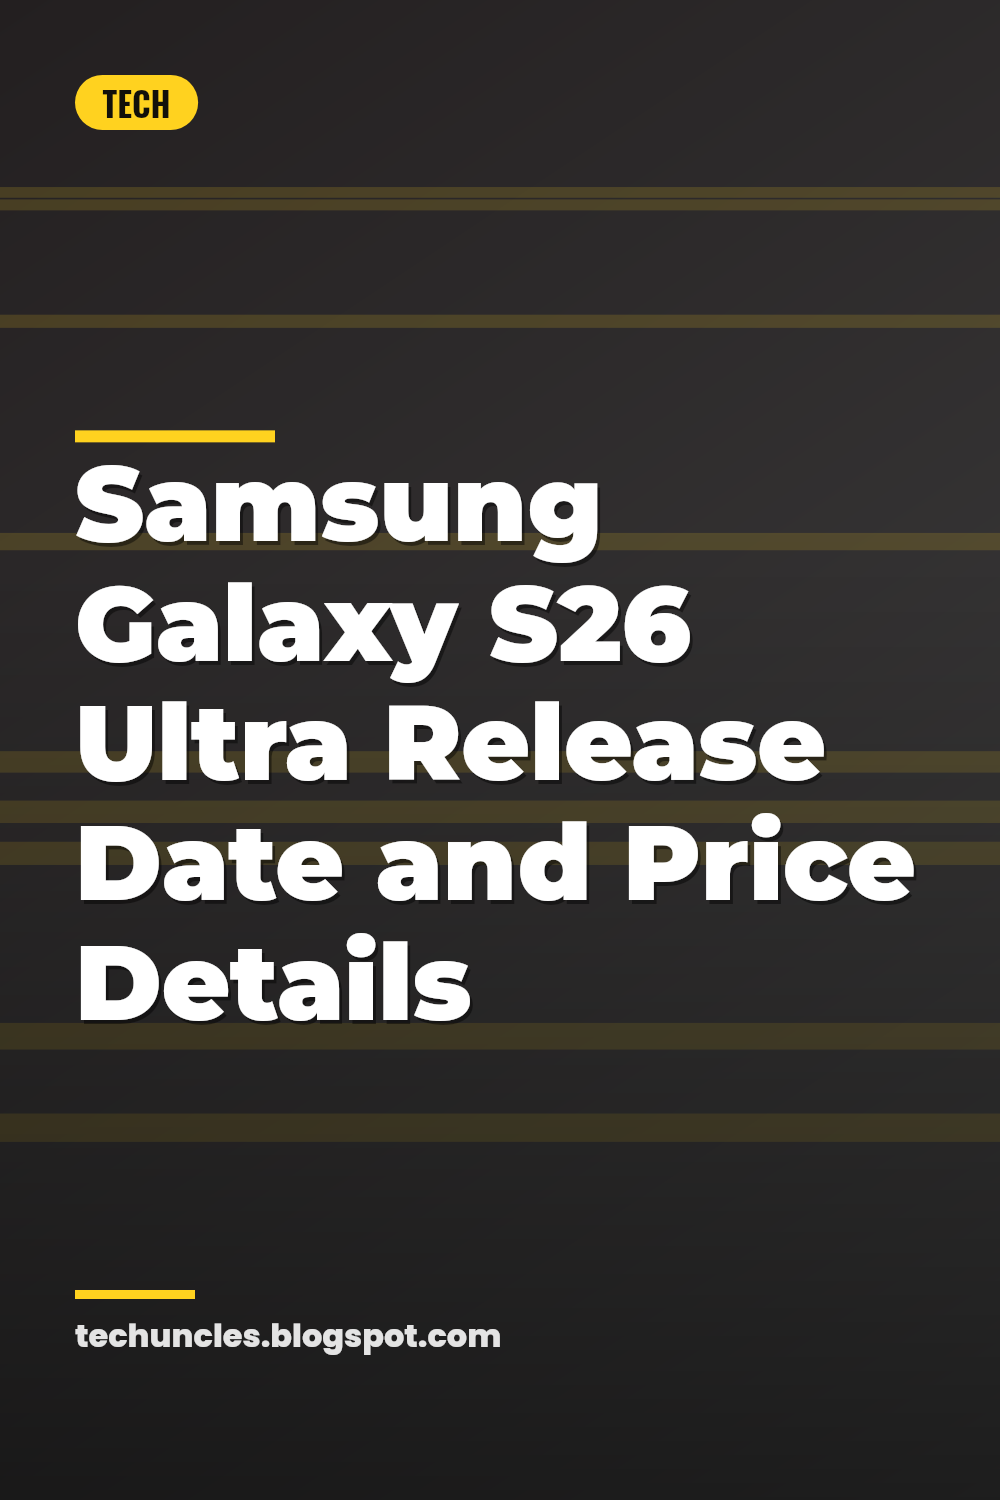 TECH
Samsung
Galaxy S26
Ultra Release
Date and Price
Details
techuncles.blogspot.com